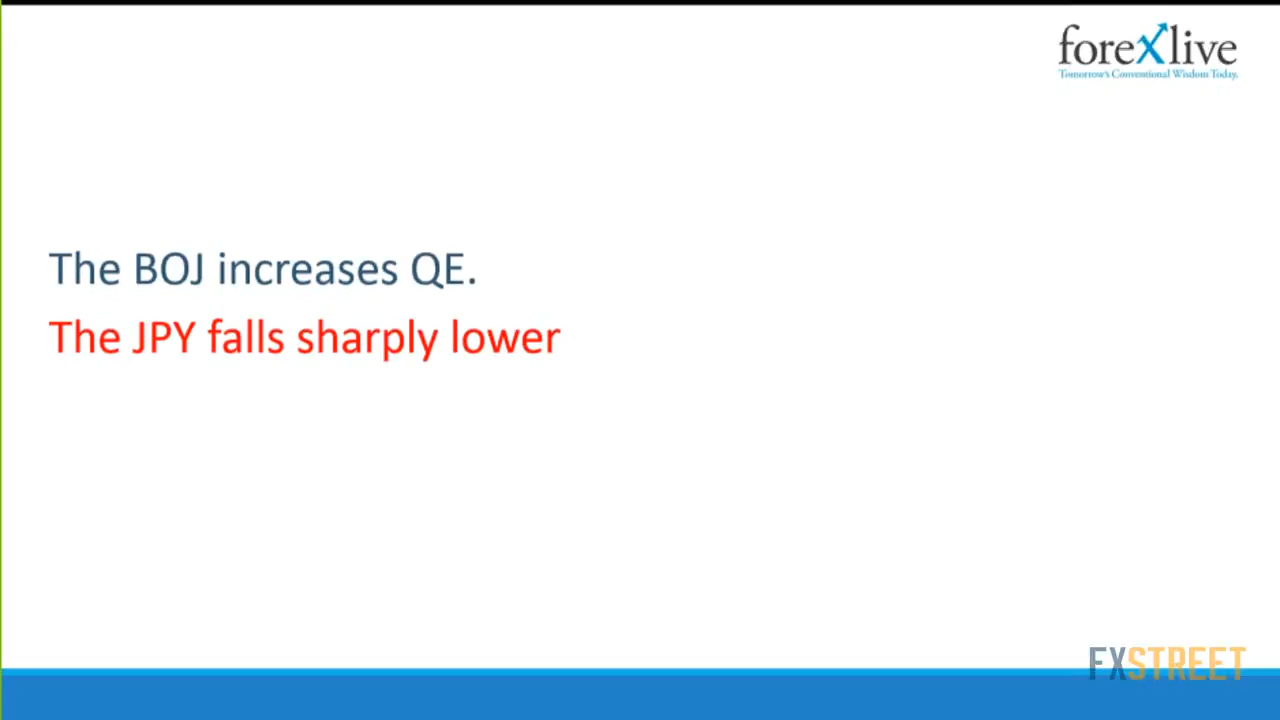 forexlive
Tomorrow's Conventional Wisdom Today.
The BOJ increases QE.
The JPY falls sharply lower
FXSTREET